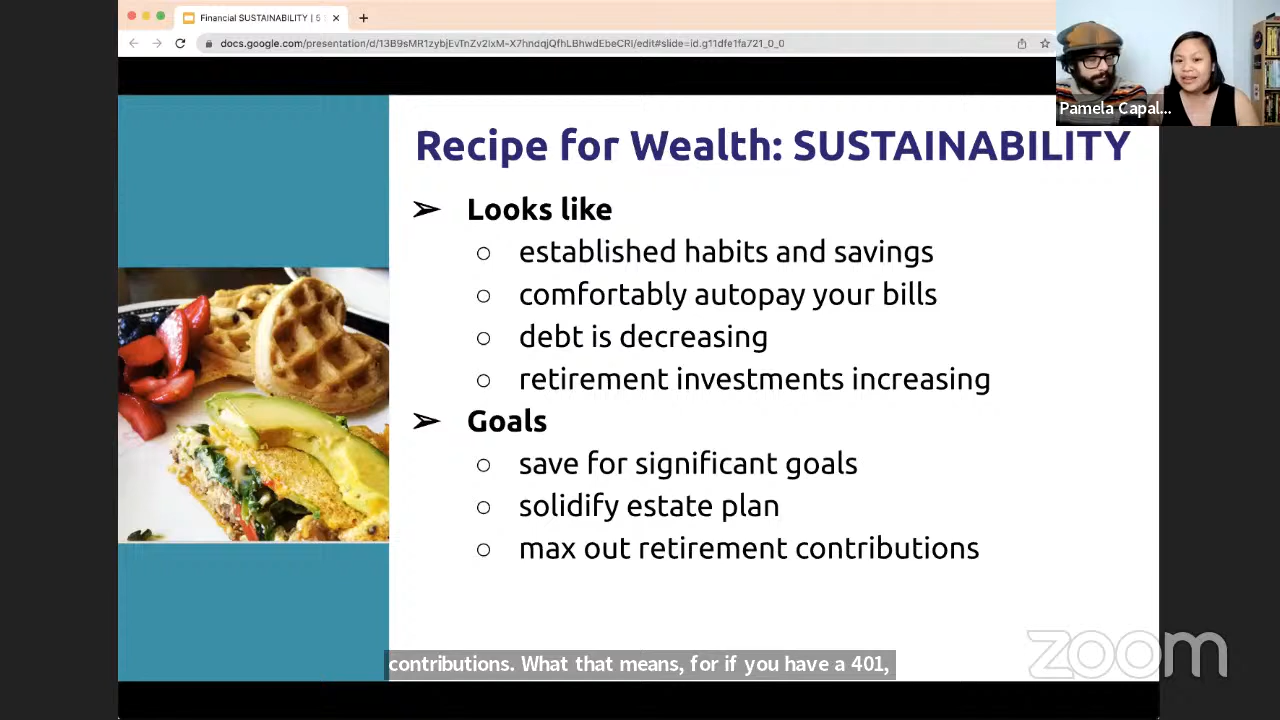 Financial SUSTAINABILITY | 5
docs.google.com/presentation/d/13B9sMR1zybjEvTnZv2IxM-X7hndqjQfhLBhwdEbeCRI/edit#slide=id.g11dfe1fa721_0_0
Pamela Capal...
Recipe for Wealth: SUSTAINABILITY
➢ Looks like
○ established habits and savings
○ comfortably autopay your bills
○ debt is decreasing
○ retirement investments increasing
➢ Goals
○ save for significant goals
○ solidify estate plan
○ max out retirement contributions
zoom
contributions. What that means, for if you have a 401,